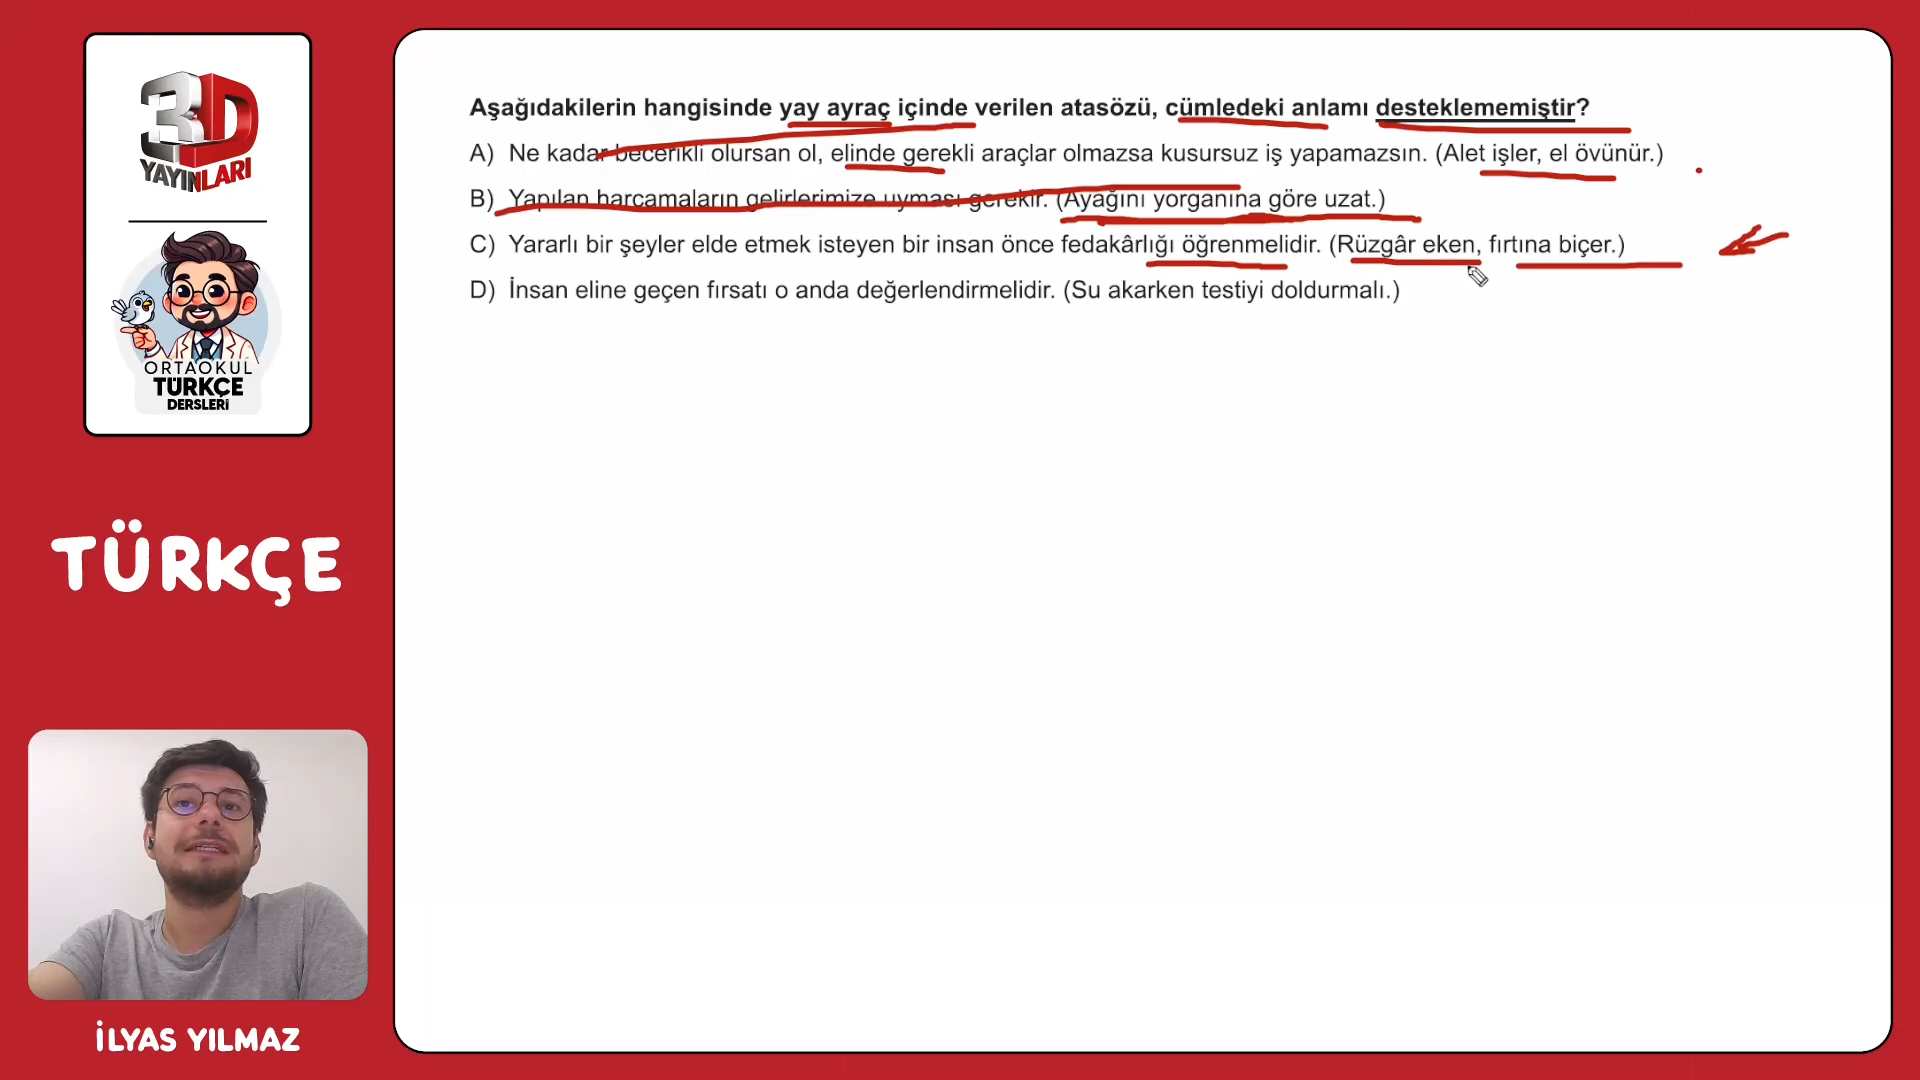 3D
YAYINLARI
ORTAOKUL
TÜRKÇE
DERSLERİ
TÜRKÇE
İLYAS YILMAZ
Aşağıdakilerin hangisinde yay ayraç içinde verilen atasözü, cümledeki anlamı desteklememiştir?
A) Ne kadar becerikli olursan ol, elinde gerekli araçlar olmazsa kusursuz iş yapamazsın. (Alet işler, el övünür.)
B) Yapılan harcamaların gelirlerimize uyması gerekir. (Ayağını yorganına göre uzat.)
C) Yararlı bir şeyler elde etmek isteyen bir insan önce fedakârlığı öğrenmelidir. (Rüzgâr eken, fırtına biçer.)
D) İnsan eline geçen fırsatı o anda değerlendirmelidir. (Su akarken testiyi doldurmalı.)